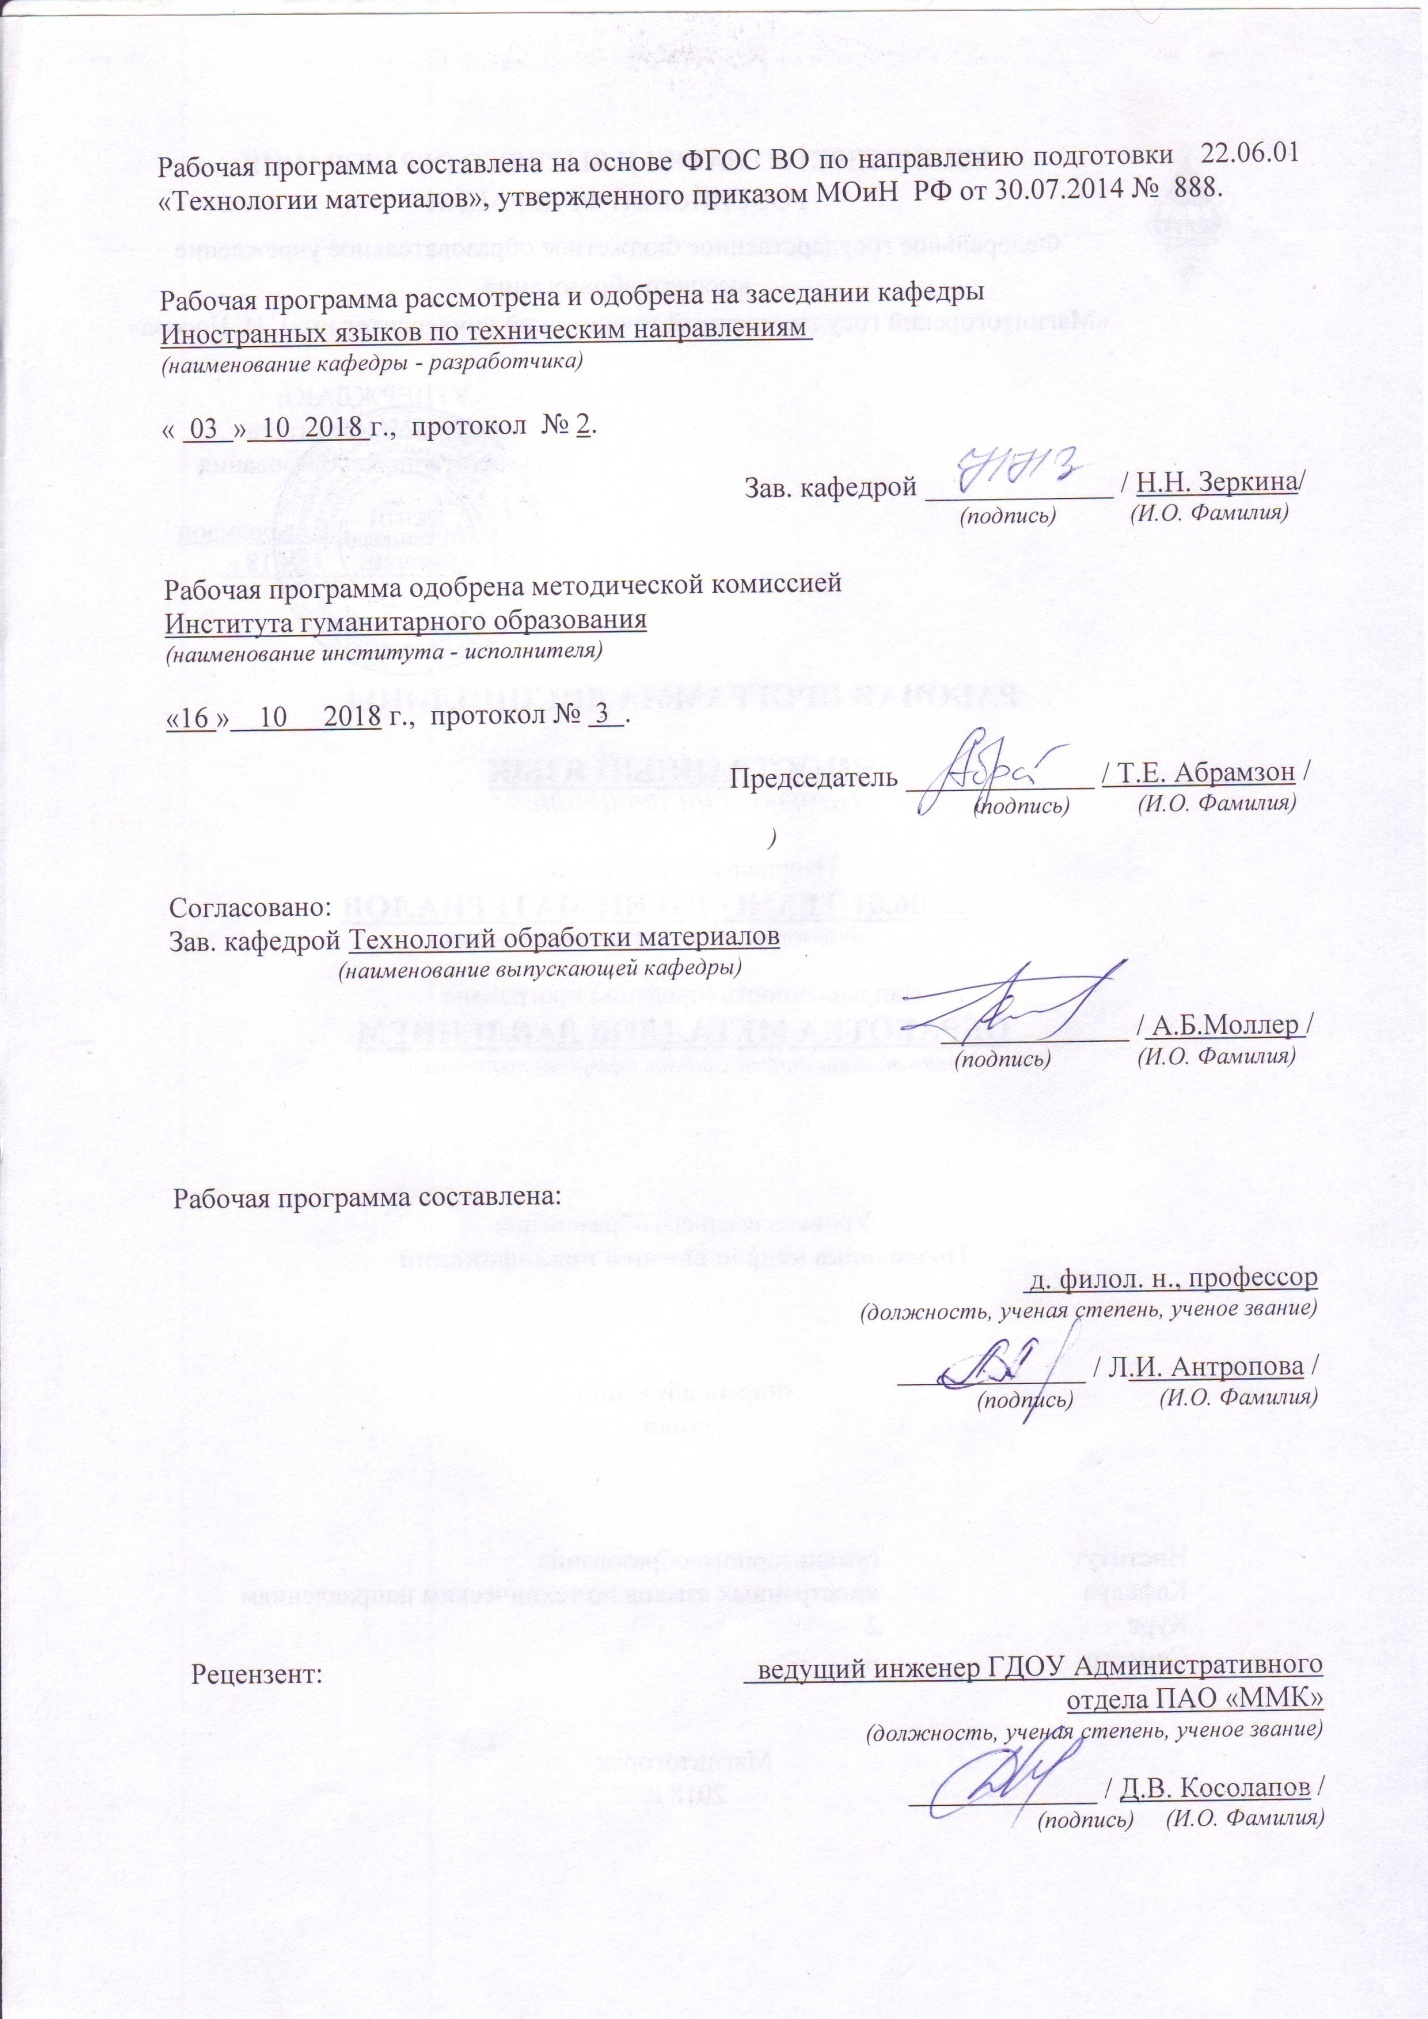 Рабочая программа составлена на основе ФГОС ВО по направлению подготовки 22.06.01
«Технологии материалов», утвержденного приказом МОиН РФ от 30.07.2014 № 888.
Рабочая программа рассмотрена и одобрена на заседании кафедры
Иностранных языков по техническим направлениям
(наименование кафедры - разработчика)
« 03 » 10 2018 г., протокол № 2.
Зав. кафедрой ______________ / Н.Н. Зеркина/
(подпись) (И.О. Фамилия)
Рабочая программа одобрена методической комиссией
Института гуманитарного образования
(наименование института - исполнителя)
«16 » 10 2018 г., протокол № 3 .
Председатель ______________ / Т.Е. Абрамзон /
(подпись) (И.О. Фамилия)
)
Согласовано:
Зав. кафедрой Технологий обработки материалов
(наименование выпускающей кафедры)
______________ / А.Б.Моллер /
(подпись) (И.О. Фамилия)
Рабочая программа составлена:
д. филол. н., профессор
(должность, ученая степень, ученое звание)
______________ / Л.И. Антропова /
(подпись) (И.О. Фамилия)
Рецензент: ведущий инженер ГДОУ Административного
отдела ПАО «ММК»
(должность, ученая степень, ученое звание)
______________ / Д.В. Косолапов /
(подпись) (И.О. Фамилия)